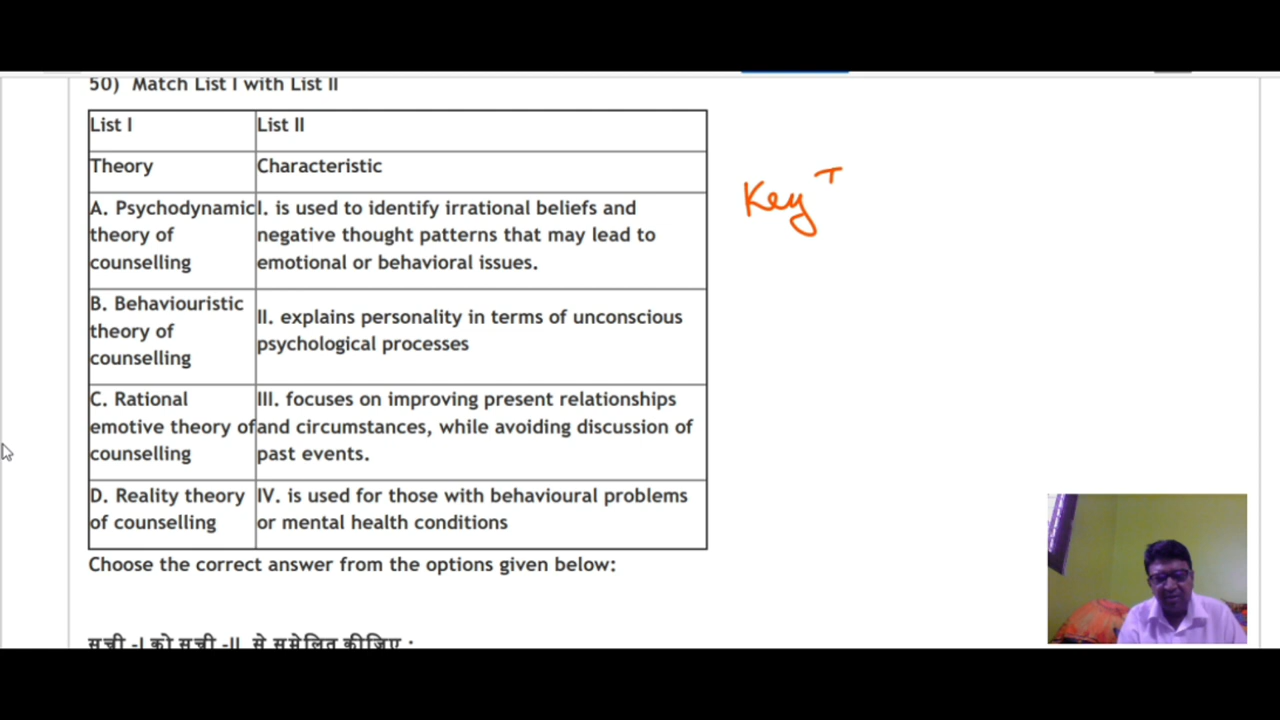 50) Match List I with List II
List I
List II
Theory
Characteristic
A. Psychodynamic
theory of
counselling
I. is used to identify irrational beliefs and
negative thought patterns that may lead to
emotional or behavioral issues.
B. Behaviouristic
theory of
counselling
II. explains personality in terms of unconscious
psychological processes
C. Rational
emotive theory of
counselling
III. focuses on improving present relationships
and circumstances, while avoiding discussion of
past events.
D. Reality theory
of counselling
IV. is used for those with behavioural problems
or mental health conditions
Choose the correct answer from the options given below:
सूची -I को सूची -II से सुमेलित कीजिए :
Key T